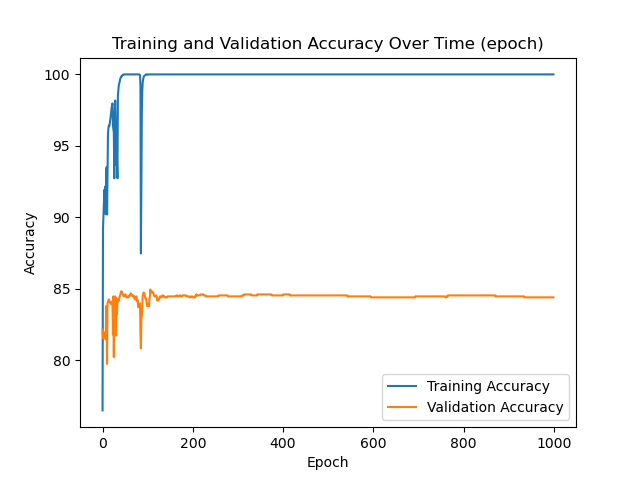 Training and Validation Accuracy Over Time (epoch)
100
95
90
85
80
Accuracy
0
200
400
600
800
1000
Epoch
Training Accuracy
Validation Accuracy